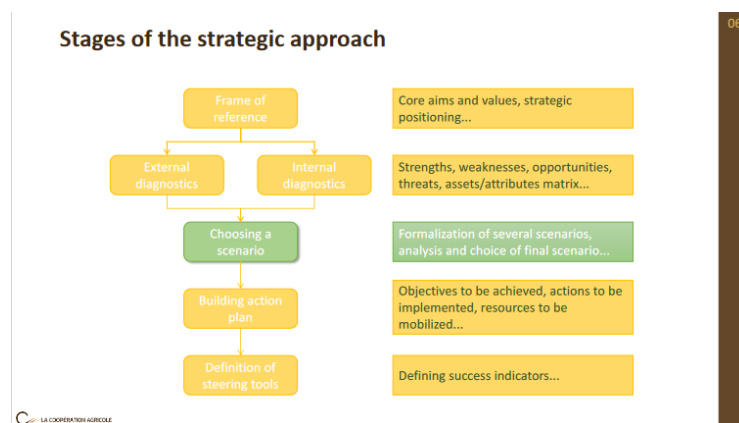 06
Stages of the strategic approach
Frame of
reference
Core aims and values, strategic
positioning...
External
diagnostics
Internal
diagnostics
Strengths, weaknesses, opportunities,
threats, assets/attributes matrix...
Choosing a
scenario
Formalization of several scenarios,
analysis and choice of final scenario...
Building action
plan
Objectives to be achieved, actions to be
implemented, resources to be
mobilized...
Definition of
steering tools
Defining success indicators...
LA COOPÉRATION AGRICOLE